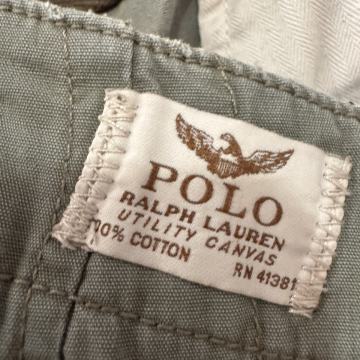 POLO
RALPH LAUREN
UTILITY CANVAS
00% COTTON
RN 41381